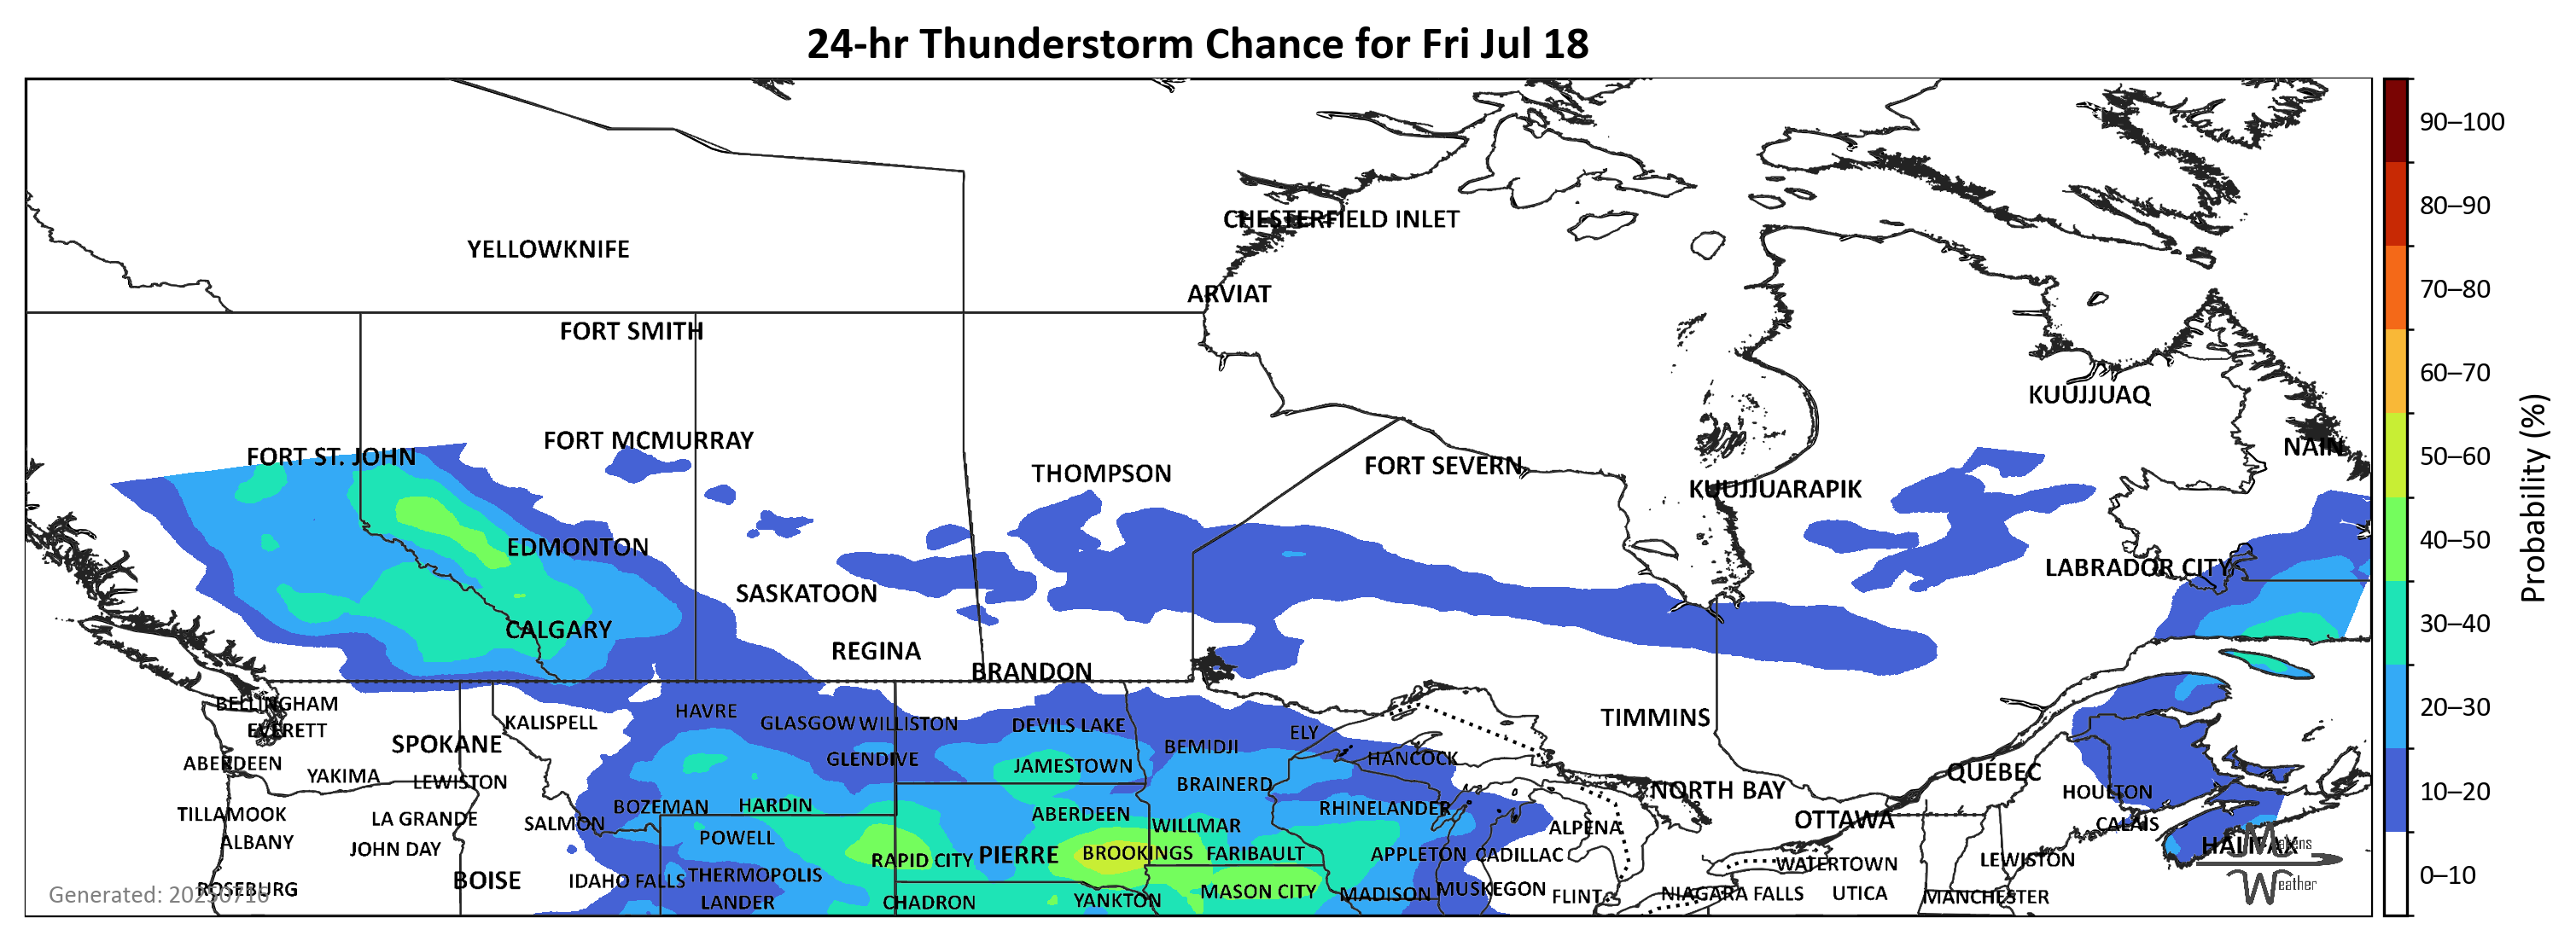 24-hr Thunderstorm Chance for Fri Jul 18
90–100
80–90
70–80
60–70
50–60
40–50
30–40
20–30
10–20
0–10
Probability (%)
CHESTERFIELD INLET
YELLOWKNIFE
ARVIAT
FORT SMITH
KUUJJUAQ
FORT MCMURRAY
NAIN
FORT ST. JOHN
FORT SEVERN
THOMPSON
KUUJJUARAPIK
EDMONTON
LABRADOR CITY
SASKATOON
CALGARY
REGINA
BRANDON
BELLINGHAM
HAVRE
TIMMINS
KALISPELL
GLASGOW
WILLISTON
DEVILS LAKE
EVERETT
ELY
SPOKANE
BEMIDJI
HANCOCK
GLENDIVE
ABERDEEN
JAMESTOWN
QUÉBEC
YAKIMA
LEWISTON
BRAINERD
NORTH BAY
HOULTON
BOZEMAN
HARDIN
RHINELANDER
TILLAMOOK
LA GRANDE
ABERDEEN
OTTAWA
SALMON
WILLMAR
ALPENA
CALAIS
POWELL
ALBANY
JOHN DAY
HALIFAX
Makens
Weather
RAPID CITY
PIERRE
BROOKINGS
FARIBAULT
APPLETON
CADILLAC
WATERTOWN
LEWISTON
BOISE
IDAHO FALLS
THERMOPOLIS
ROSEBURG
MASON CITY
MADISON
MUSKEGON
FLINT
NIAGARA FALLS
UTICA
MANCHESTER
Generated: 20250716
LANDER
CHADRON
YANKTON